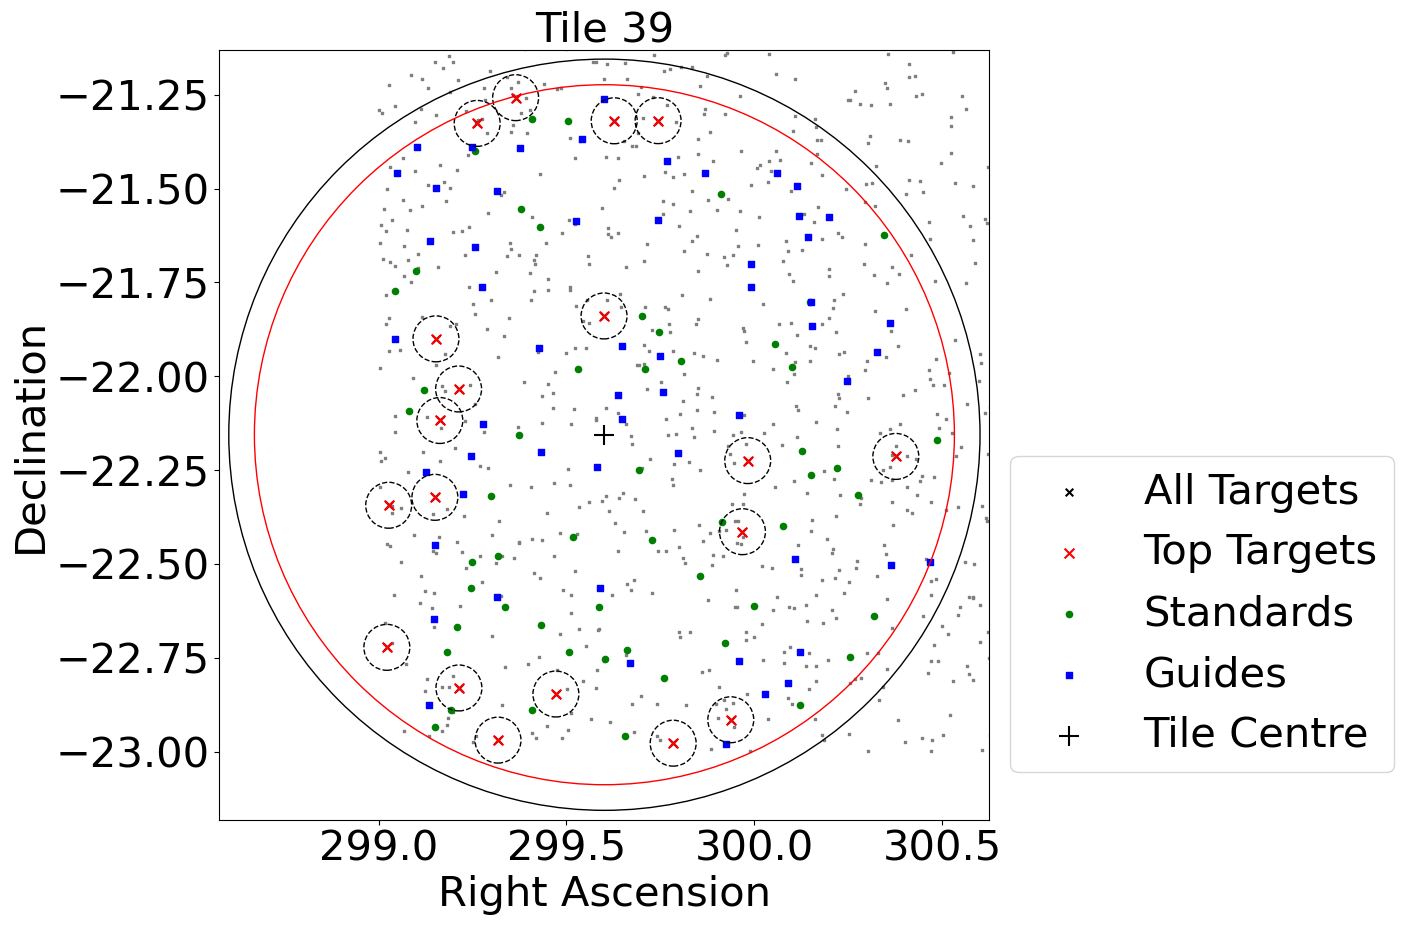 Tile 39
−21.25
−21.50
−21.75
−22.00
−22.25
−22.50
−22.75
−23.00
Declination
299.0 299.5 300.0 300.5
Right Ascension
All Targets
Top Targets
Standards
Guides
Tile Centre